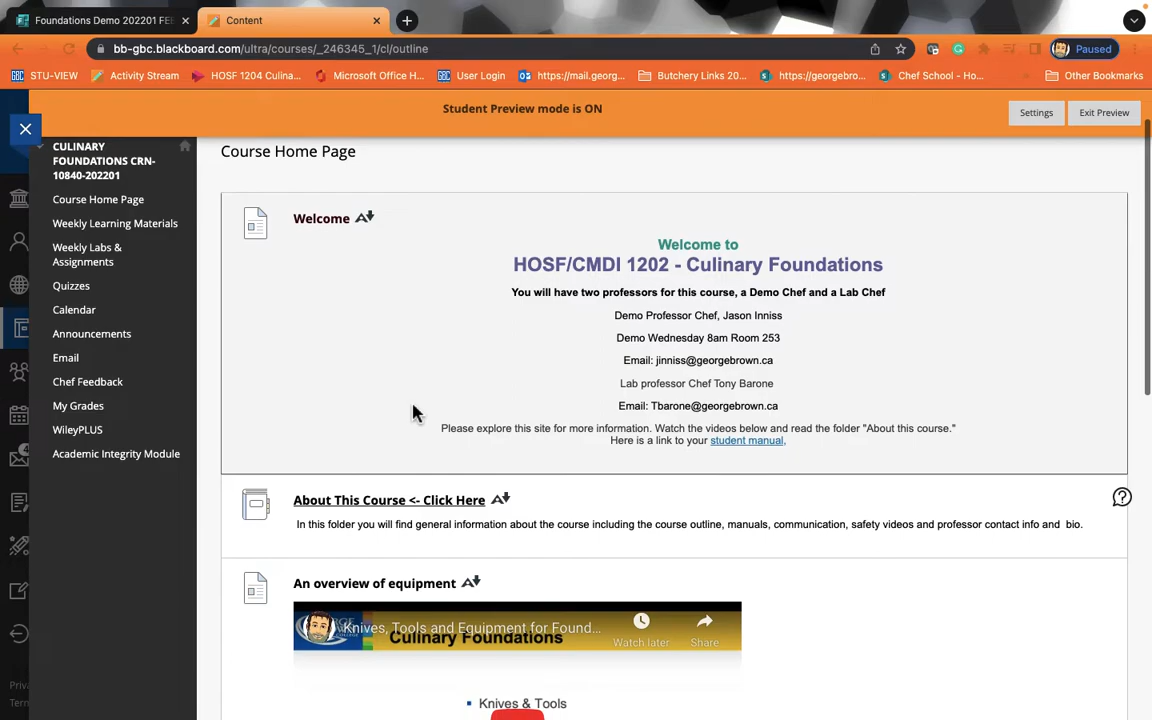 Foundations Demo 202201 FEB
Content
bb-gbc.blackboard.com/ultra/courses/_246345_1/cl/outline
Paused
GBC STU-VIEW
Activity Stream
HOSF 1204 Culina...
Microsoft Office H...
GBC User Login
https://mail.georg...
Butchery Links 20...
https://georgebro...
Chef School - Ho...
Other Bookmarks
Student Preview mode is ON
Settings
Exit Preview
CULINARY
FOUNDATIONS CRN-
10840-202201
Course Home Page
Weekly Learning Materials
Weekly Labs &
Assignments
Quizzes
Calendar
Announcements
Email
Chef Feedback
My Grades
WileyPLUS
Academic Integrity Module
Priv
Tern
Course Home Page
Welcome
Welcome to
HOSF/CMDI 1202 - Culinary Foundations
You will have two professors for this course, a Demo Chef and a Lab Chef
Demo Professor Chef, Jason Inniss
Demo Wednesday 8am Room 253
Email: jinniss@georgebrown.ca
Lab professor Chef Tony Barone
Email: Tbarone@georgebrown.ca
Please explore this site for more information. Watch the videos below and read the folder "About this course."
Here is a link to your student manual,
About This Course <- Click Here
In this folder you will find general information about the course including the course outline, manuals, communication, safety videos and professor contact info and bio.
An overview of equipment
Knives, Tools and Equipment for Found...
Culinary Foundations
Watch later
Share
▪ Knives & Tools